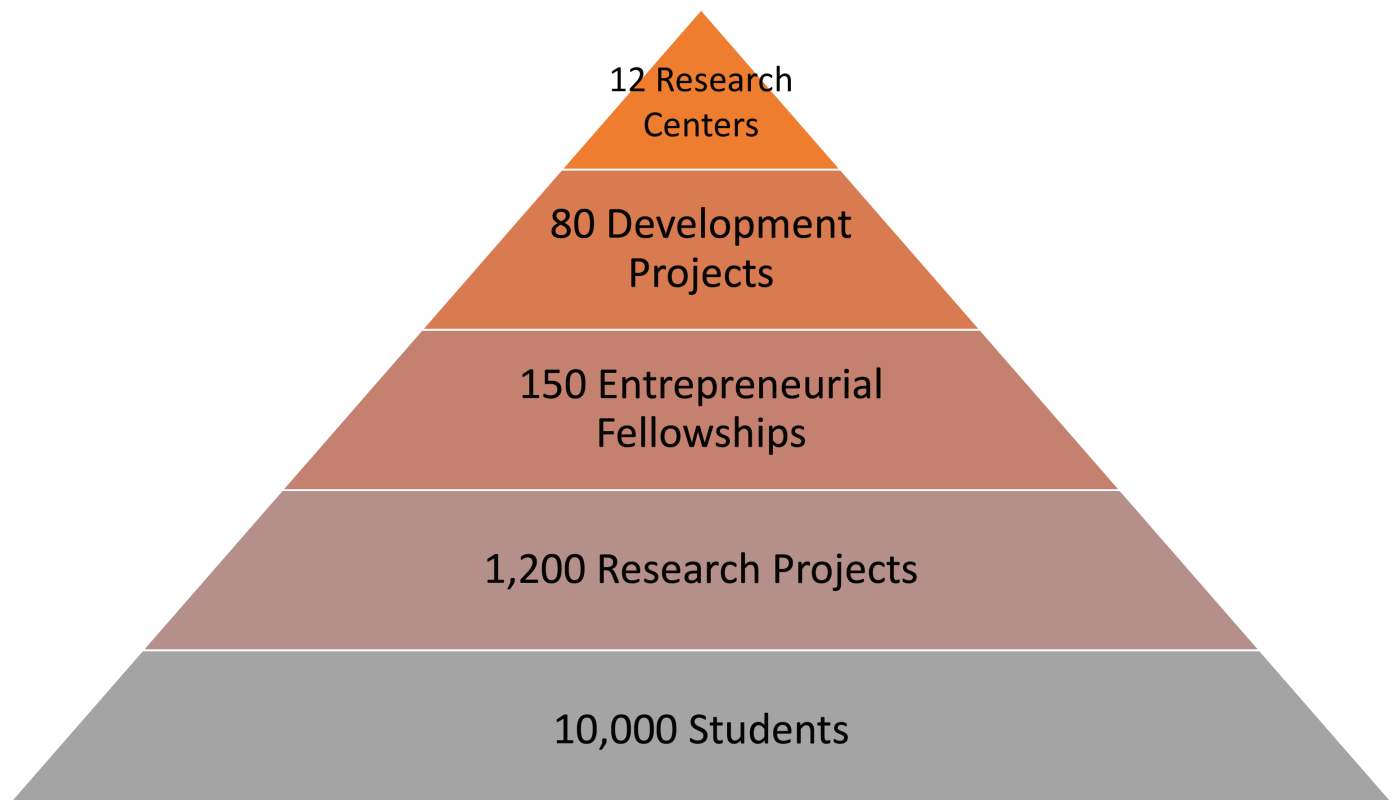 12 Research
Centers
80 Development
Projects
150 Entrepreneurial
Fellowships
1,200 Research Projects
10,000 Students